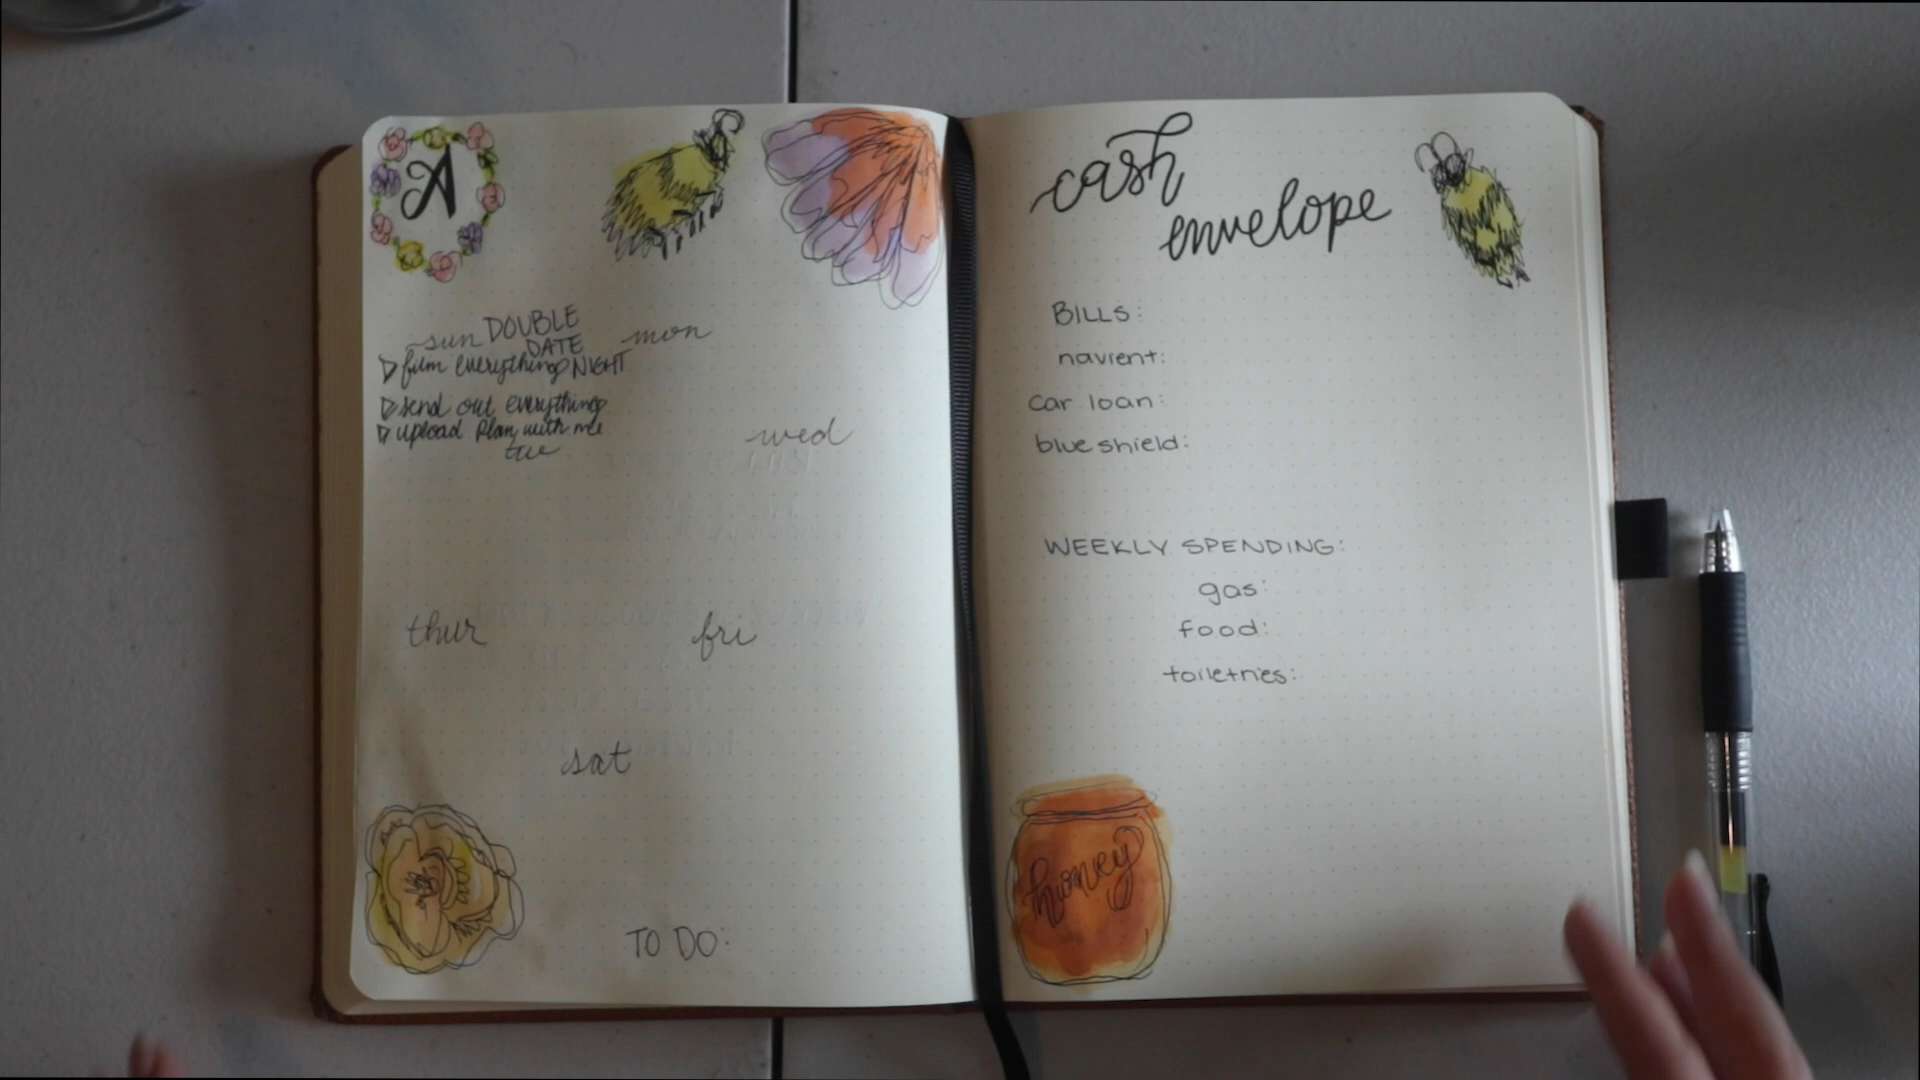 A
sun DOUBLE
DATE
NIGHT
mon
film everything
send out everything
upload plan with me
tue
wed
thur
fri
sat
TO DO:
cash
envelope
BILLS:
navient:
car loan:
blue shield:
WEEKLY SPENDING:
gas:
food:
toiletries:
honey